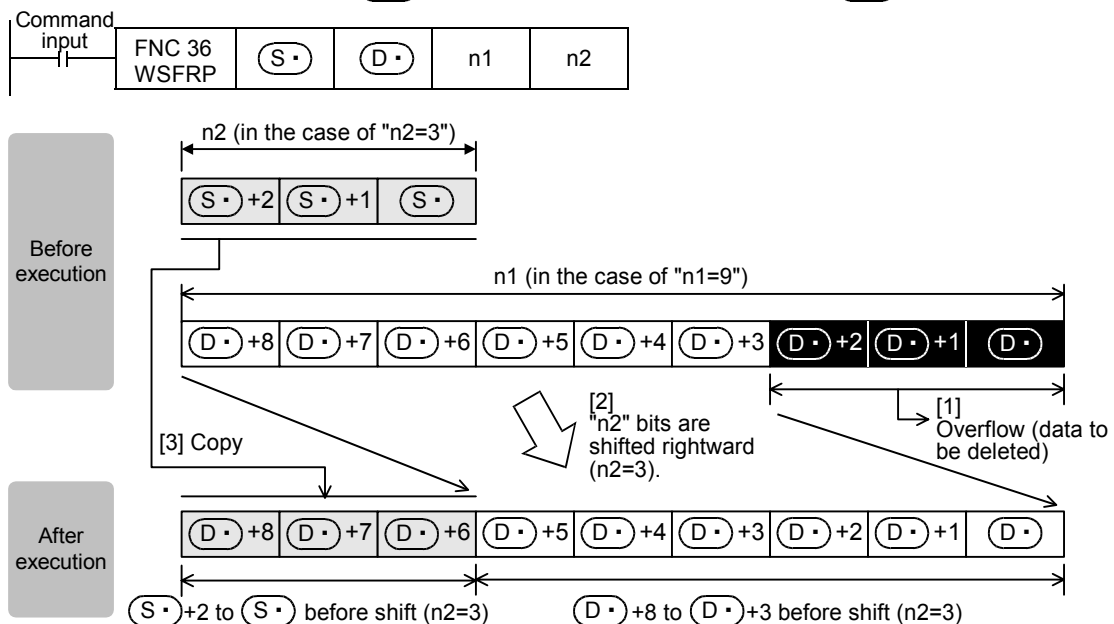 Command
input
FNC 36
WSFRP
S・
D・
n1
n2
n2 (in the case of "n2=3")
S・+2 S・+1 S・
Before
execution
n1 (in the case of "n1=9")
D・+8 D・+7 D・+6 D・+5 D・+4 D・+3 D・+2 D・+1 D・
[1]
Overflow (data to
be deleted)
[2]
"n2" bits are
shifted rightward
(n2=3).
[3] Copy
After
execution
D・+8 D・+7 D・+6 D・+5 D・+4 D・+3 D・+2 D・+1 D・
S・+2 to S・ before shift (n2=3)
D・+8 to D・+3 before shift (n2=3)